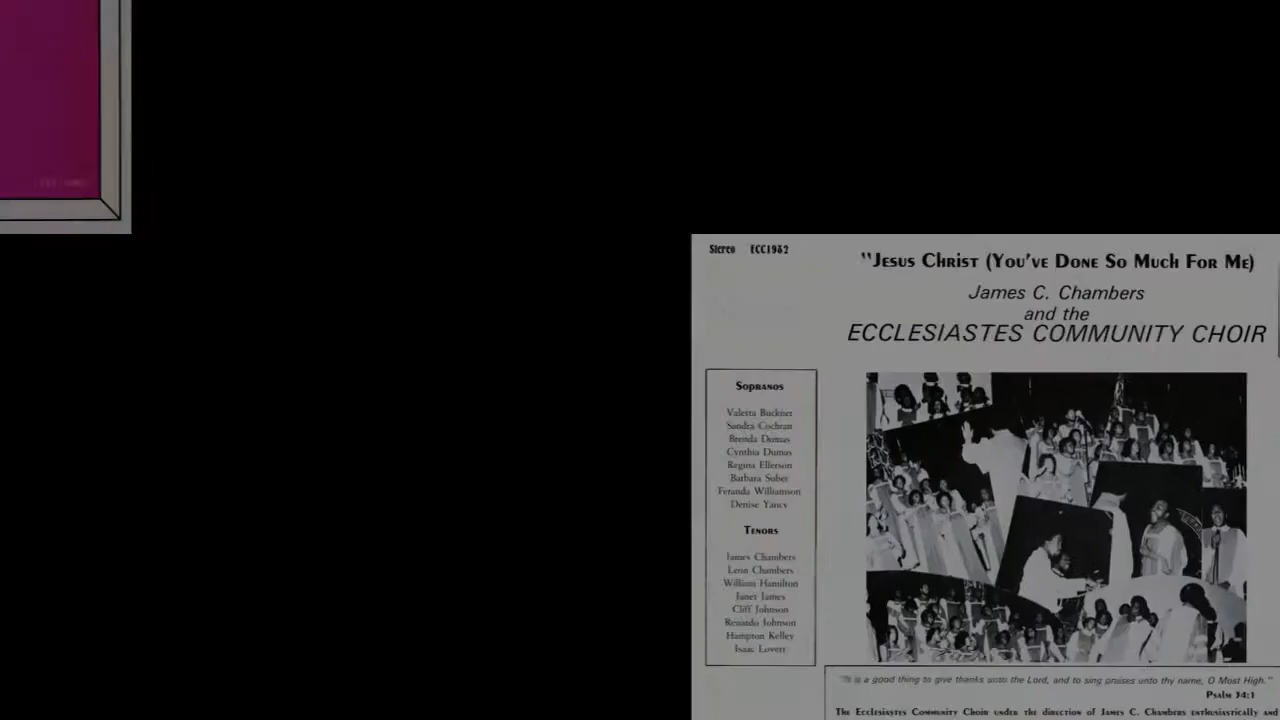 Stereo ECC1982
"Jesus Christ (You've Done So Much For Me)
James C. Chambers
and the
ECCLESIASTES COMMUNITY CHOIR
Sopranos
Valetta Buckner
Sandra Cochran
Brenda Dumas
Cynthia Dumas
Regina Ellerson
Barbara Suber
Feranda Williamson
Denise Yancy
Tenors
James Chambers
Leon Chambers
William Hamilton
Janet James
Cliff Johnson
Renardo Johnson
Hampton Kelley
Isaac Lovett
"It is a good thing to give thanks unto the Lord, and to sing praises unto thy name, O Most High."
Psalm 34:1
The Ecclesiastes Community Choir under the direction of James C. Chambers enthusiastically and